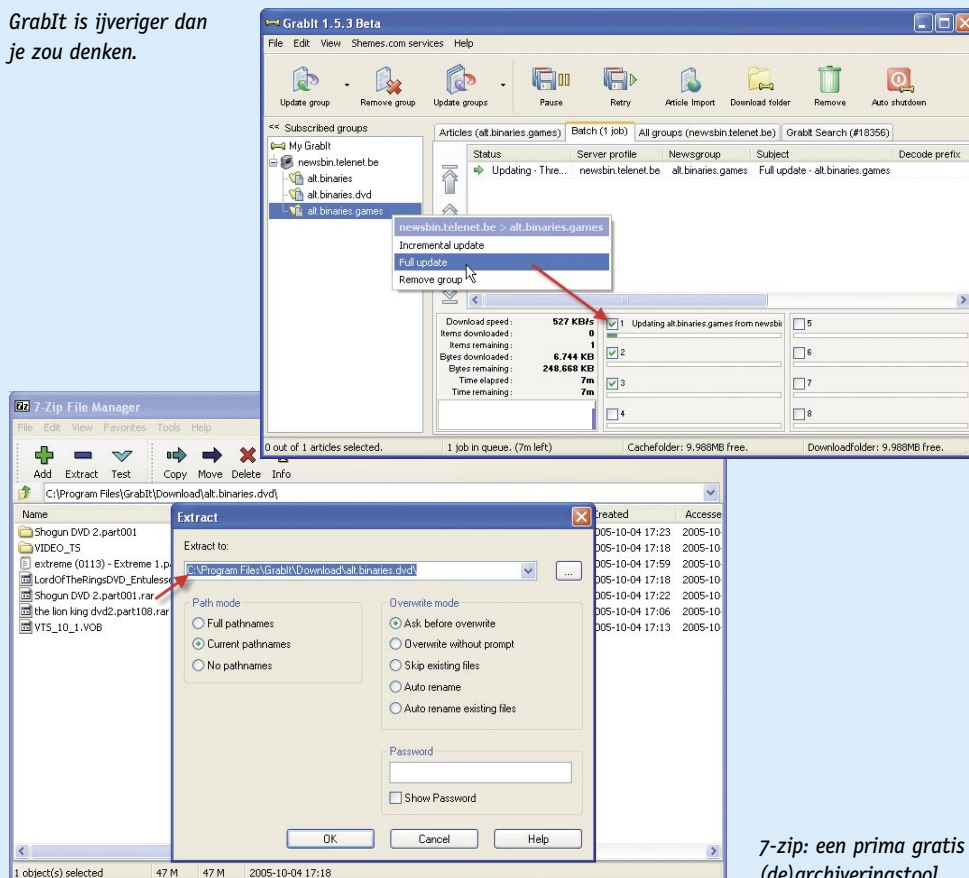 GrabIt is ijveriger dan
je zou denken.
GrabIt 1.5.3 Beta
File Edit View Shemes.com services Help
Update group Remove group Update groups Pause Retry Article Import Download folder Remove Auto shutdown
<< Subscribed groups
My GrabIt
newsbin.telenet.be
alt.binaries
alt.binaries.dvd
alt.binaries.games
Articles (alt.binaries.games) Batch (1 job) All groups (newsbin.telenet.be) GrabIt Search (#18356)
Status Server profile Newsgroup Subject Decode prefix
Updating - Thre... newsbin.telenet.be alt.binaries.games Full update - alt.binaries.games
newsbin.telenet.be > alt.binaries.games
Incremental update
Full update
Remove group
Download speed: 527 KB/s
Items downloaded: 0
Items remaining: 1
Bytes downloaded: 6.744 KB
Bytes remaining: 248.668 KB
Time elapsed: 7m
Time remaining: 7m
1 Updating alt.binaries.games from newsbi
2
3
4
5
6
7
8
0 out of 1 articles selected. 1 job in queue. (7m left) Cachefolder: 9.988MB free. Downloadfolder: 9.988MB free.
7-Zip File Manager
File Edit View Favorites Tools Help
Add Extract Test Copy Move Delete Info
C:\Program Files\GrabIt\Download\alt.binaries.dvd\
Name Created Accesse
Shogun DVD 2.part001 005-10-04 17:23 2005-10-
VIDEO_TS 005-10-04 17:18 2005-10-
extreme (0113) - Extreme 1.p 005-10-04 17:59 2005-10-
LordOfTheRingsDVD_Entulesse 005-10-04 17:18 2005-10-
Shogun DVD 2.part001.rar 005-10-04 17:22 2005-10-
the lion king dvd2.part108.rar 005-10-04 17:06 2005-10-
VTS_10_1.VOB 005-10-04 17:13 2005-10-
Extract
Extract to:
C:\Program Files\GrabIt\Download\alt.binaries.dvd\
...
Path mode
Full pathnames
Current pathnames
No pathnames
Overwrite mode
Ask before overwrite
Overwrite without prompt
Skip existing files
Auto rename
Auto rename existing files
Password
Show Password
OK Cancel Help
1 object(s) selected 47 M 47 M 2005-10-04 17:18
7-zip: een prima gratis
(de)archiveringstool